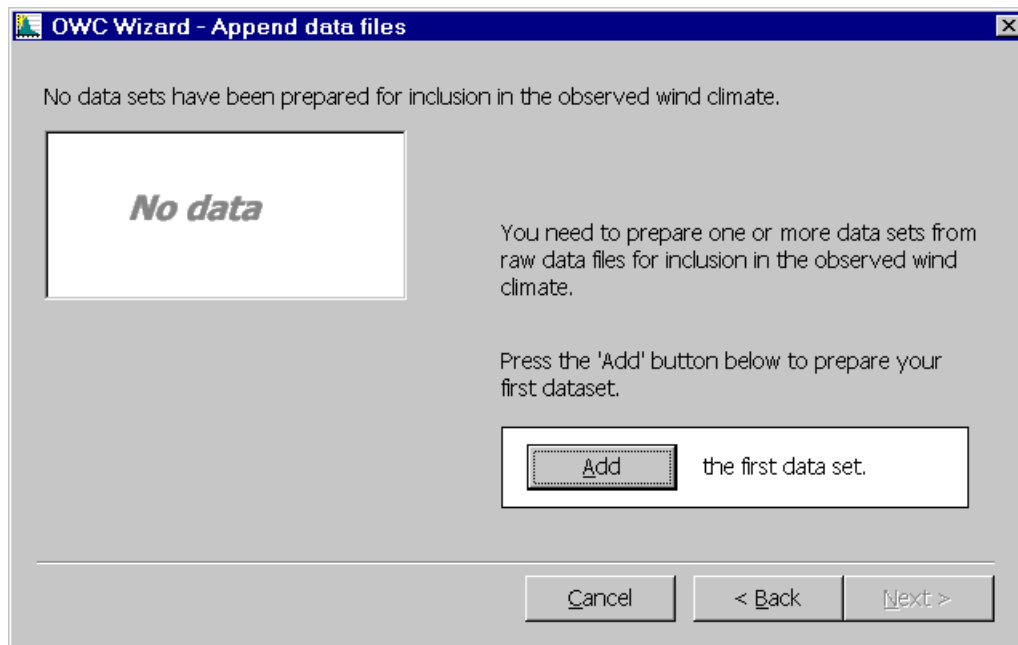 OWC Wizard - Append data files
No data sets have been prepared for inclusion in the observed wind climate.
No data
You need to prepare one or more data sets from
raw data files for inclusion in the observed wind
climate.
Press the 'Add' button below to prepare your
first dataset.
Add the first data set.
Cancel < Back Next >